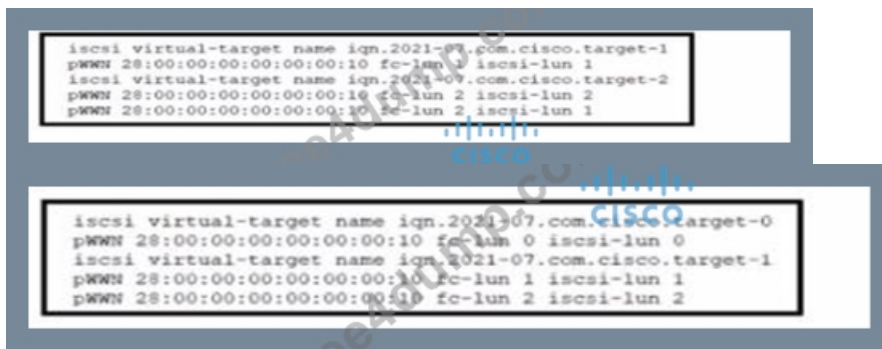 iscsi virtual-target name iqn.2021-07.com.cisco.target-1
pWWN 28:00:00:00:00:00:00:10 fc-lun 1 iscsi-lun 1
iscsi virtual-target name iqn.2021-07.com.cisco.target-2
pWWN 28:00:00:00:00:00:00:10 fc-lun 2 iscsi-lun 2
pWWN 28:00:00:00:00:00:00:10 fc-lun 2 iscsi-lun 1
CISCO
CISCO
iscsi virtual-target name iqn.2021-07.com.cisco.target-0
pWWN 28:00:00:00:00:00:00:10 fc-lun 0 iscsi-lun 0
iscsi virtual-target name iqn.2021-07.com.cisco.target-1
pWWN 28:00:00:00:00:00:00:10 fc-lun 1 iscsi-lun 1
pWWN 28:00:00:00:00:00:00:10 fc-lun 2 iscsi-lun 2